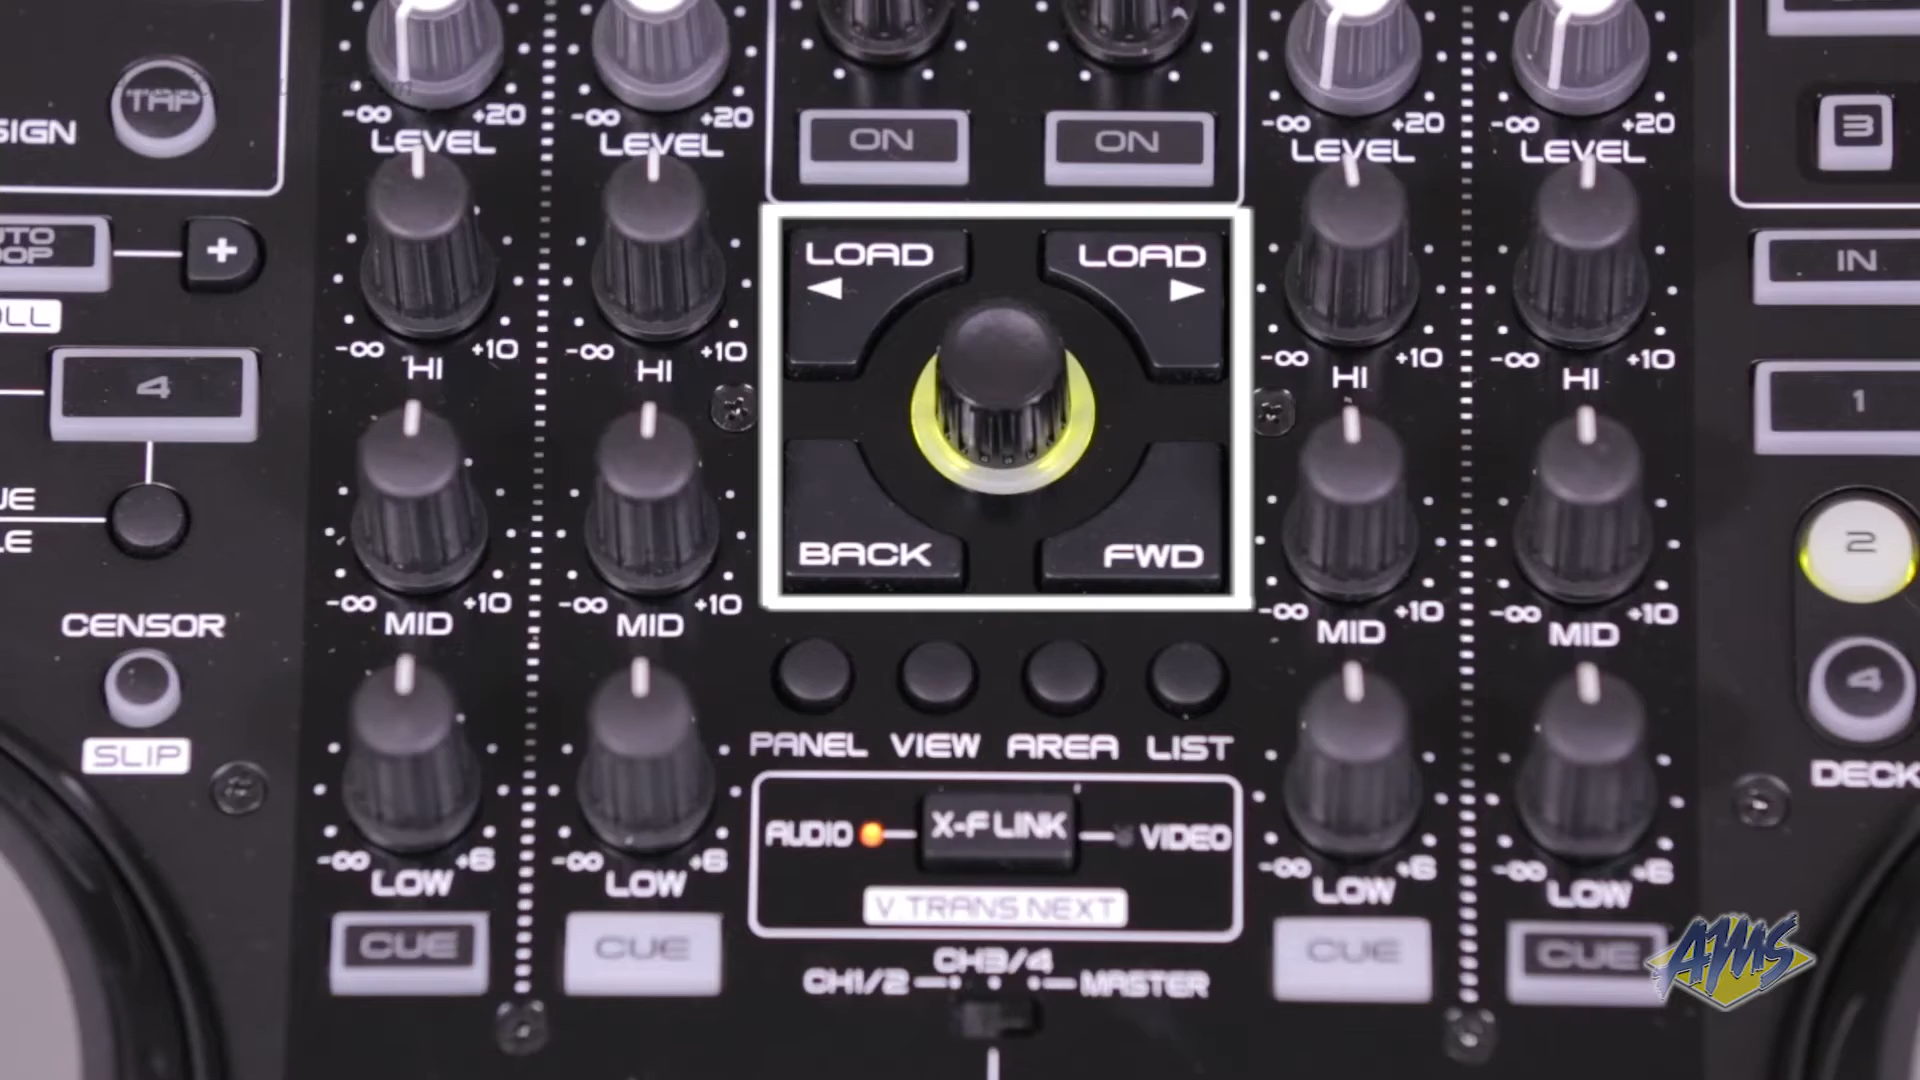 TAP
-∞ +20
LEVEL
-∞ +20
LEVEL
ON
ON
-∞ +20
LEVEL
-∞ +20
LEVEL
3
+
LOAD
LOAD
IN
-∞ +10
HI
-∞ +10
HI
-∞ +10
HI
-∞ +10
HI
4
1
BACK
FWD
2
-∞ +10
MID
-∞ +10
MID
-∞ +10
MID
-∞ +10
MID
CENSOR
SLIP
4
PANEL VIEW AREA LIST
DECK
AUDIO X-F LINK VIDEO
V TRANS NEXT
-∞ +6
LOW
-∞ +6
LOW
-∞ +6
LOW
-∞ +6
LOW
CUE
CUE
CUE
CUE
CH1/2 CH3/4 MASTER
AMS